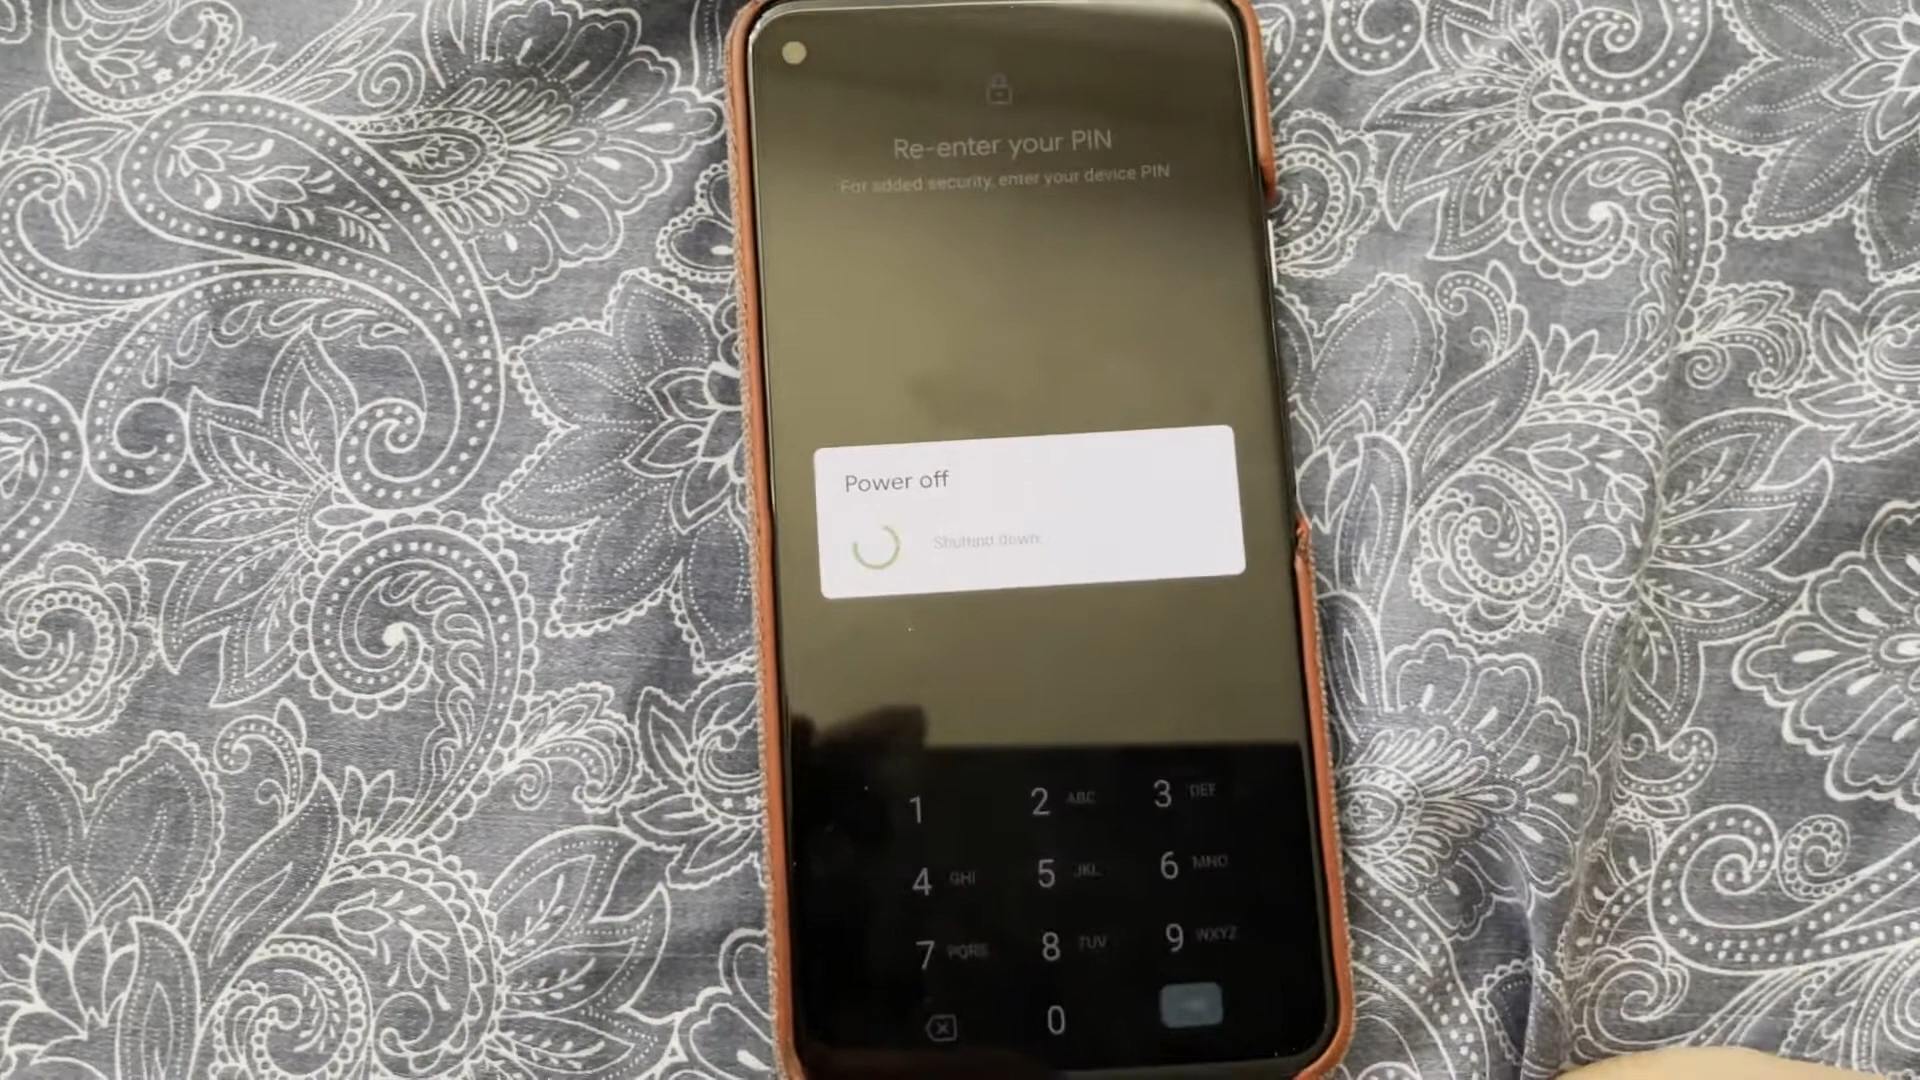 Re-enter your PIN
For added security, enter your device PIN
Power off
Shutting down…
1
2 ABC
3 DEF
4 GHI
5 JKL
6 MNO
7 PQRS
8 TUV
9 WXYZ
0